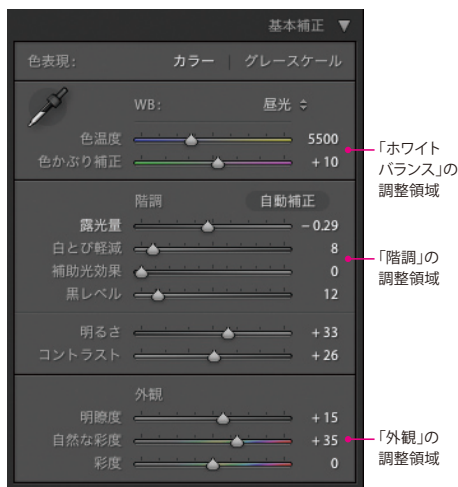 基本補正 ▼
色表現： カラー | グレースケール
WB： 昼光
色温度 5500
色かぶり補正 + 10
「ホワイト
バランス」の
調整領域
階調 自動補正
露光量 − 0.29
白とび軽減 8
補助光効果 0
黒レベル 12
「階調」の
調整領域
明るさ + 33
コントラスト + 26
外観
明瞭度 + 15
自然な彩度 + 35
彩度 0
「外観」の
調整領域